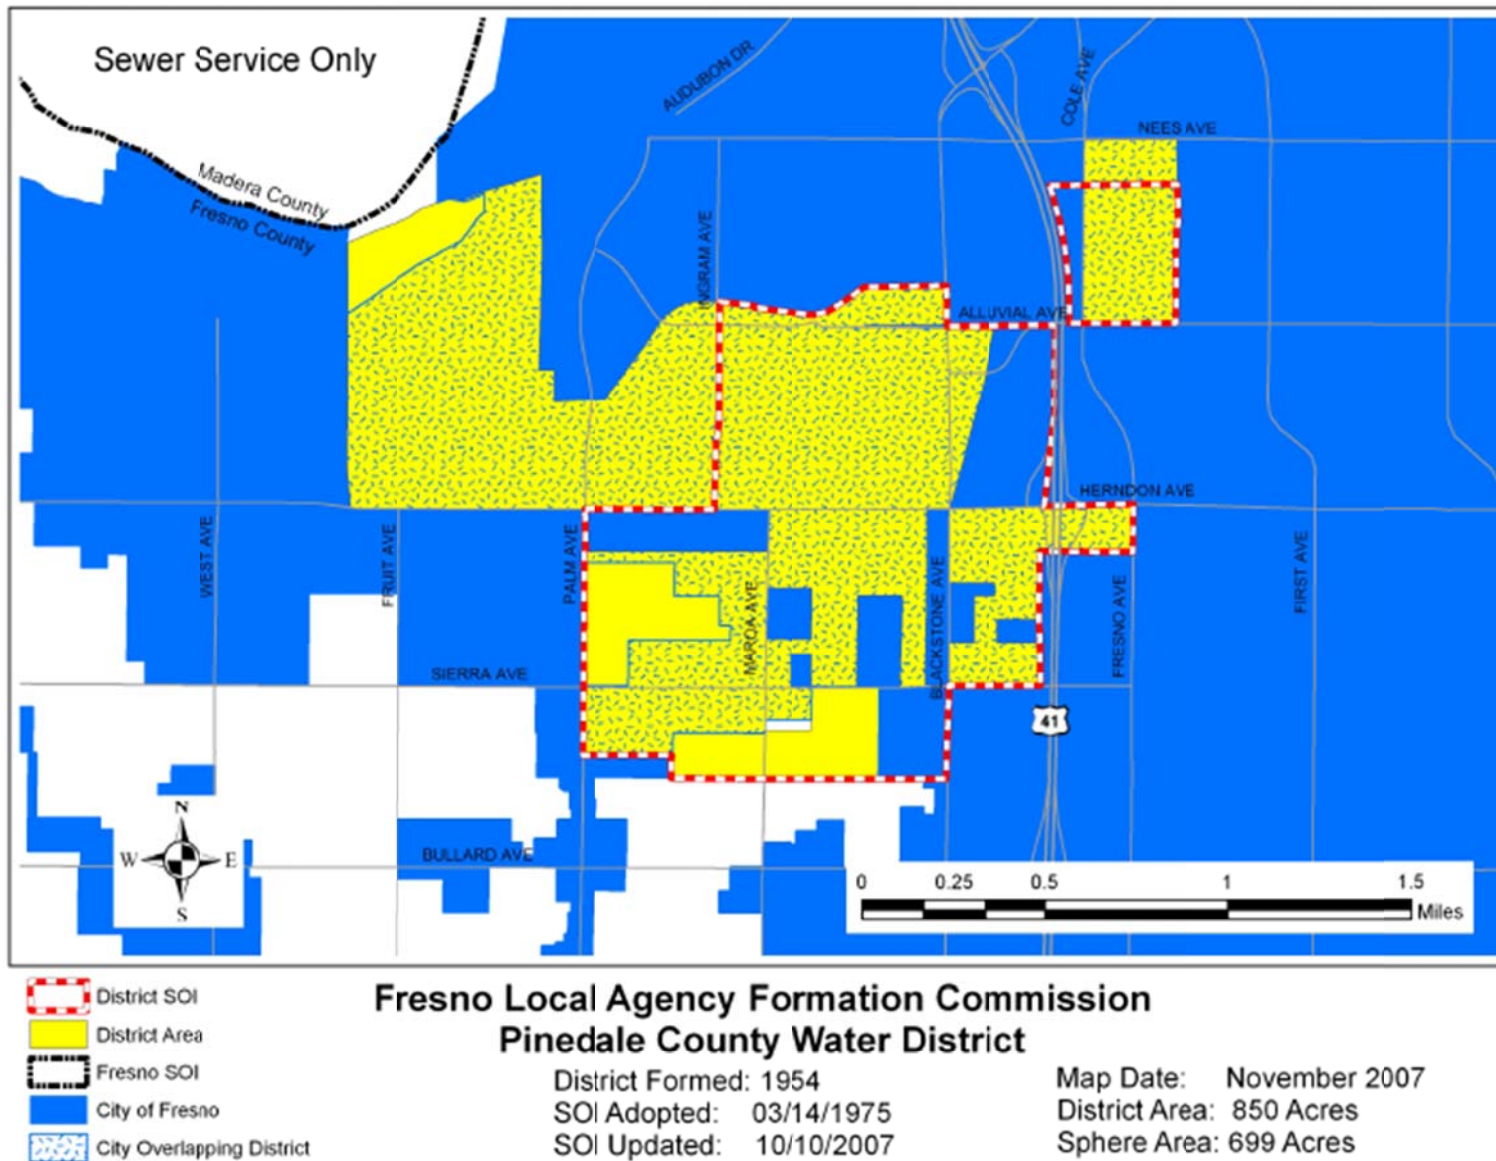 Sewer Service Only
AUDUBON DR
COLE AVE
NEES AVE
Madera County
Fresno County
INGRAM AVE
ALLUVIAL AVE
HERNDON AVE
WEST AVE
FRUIT AVE
PALM AVE
MAROA AVE
BLACKSTONE AVE
FRESNO AVE
FIRST AVE
SIERRA AVE
41
N
W E
S
BULLARD AVE
0 0.25 0.5 1 1.5
Miles
District SOI
District Area
Fresno SOI
City of Fresno
City Overlapping District
Fresno Local Agency Formation Commission
Pinedale County Water District
District Formed: 1954
SOI Adopted: 03/14/1975
SOI Updated: 10/10/2007
Map Date: November 2007
District Area: 850 Acres
Sphere Area: 699 Acres